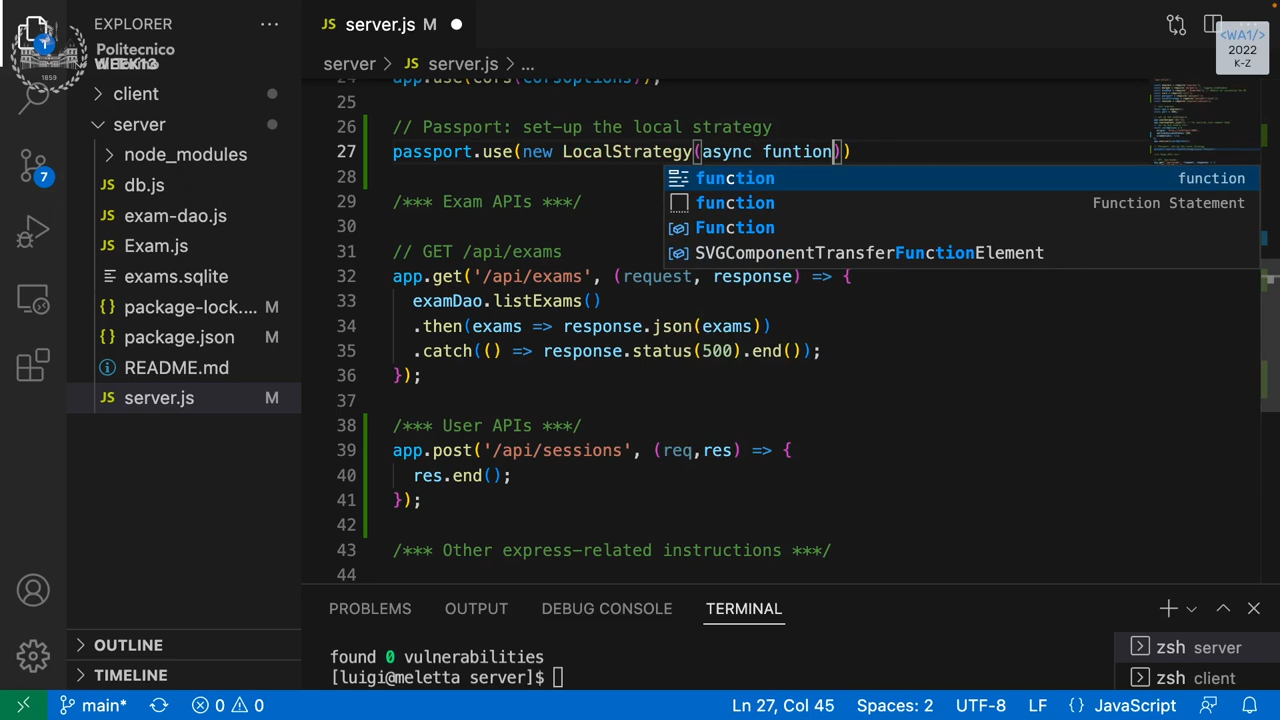 EXPLORER
Politecnico
1859
client
server
node_modules
db.js
exam-dao.js
Exam.js
exams.sqlite
package-lock.... M
package.json M
README.md
server.js M
OUTLINE
TIMELINE
JS server.js M
server > JS server.js > ...
<WA1/>
2022
K-Z
24 app.use(cors(corsOptions));
25
26 // Passport: set-up the local strategy
27 passport.use(new LocalStrategy(async funtion))
28
function function
function Function Statement
Function
SVGComponentTransferFunctionElement
29 /*** Exam APIs ***/
30
31 // GET /api/exams
32 app.get('/api/exams', (request, response) => {
33 examDao.listExams()
34 .then(exams => response.json(exams))
35 .catch(() => response.status(500).end());
36 });
37
38 /*** User APIs ***/
39 app.post('/api/sessions', (req,res) => {
40 res.end();
41 });
42
43 /*** Other express-related instructions ***/
44
PROBLEMS OUTPUT DEBUG CONSOLE TERMINAL
found 0 vulnerabilities
[luigi@meletta server]$
zsh server
zsh client
7
main* 0 0 Ln 27, Col 45 Spaces: 2 UTF-8 LF {} JavaScript